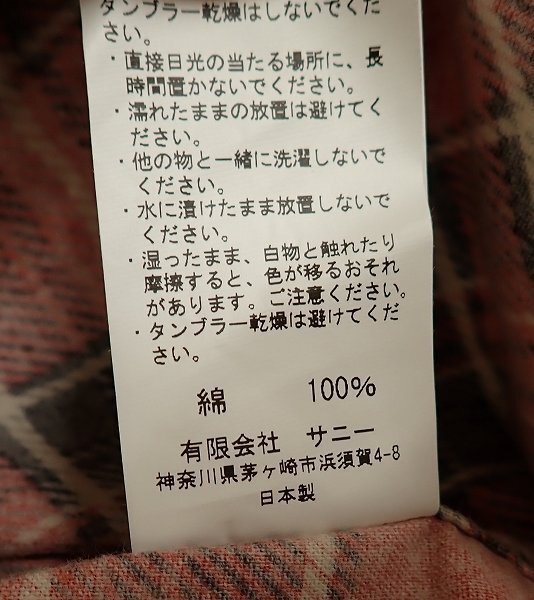 タンブラー乾燥はしないでくだ
さい。
・直接日光の当たる場所に、長
時間置かないでください。
・濡れたままの放置は避けてく
ださい。
・他の物と一緒に洗濯しないで
ください。
・水に漬けたまま放置しないで
ください。
・湿ったまま、白物と触れたり
摩擦すると、色が移るおそれ
があります。ご注意ください。
・タンブラー乾燥は避けてくだ
さい。
綿 100%
有限会社 サニー
神奈川県茅ヶ崎市浜須賀4-8
日本製